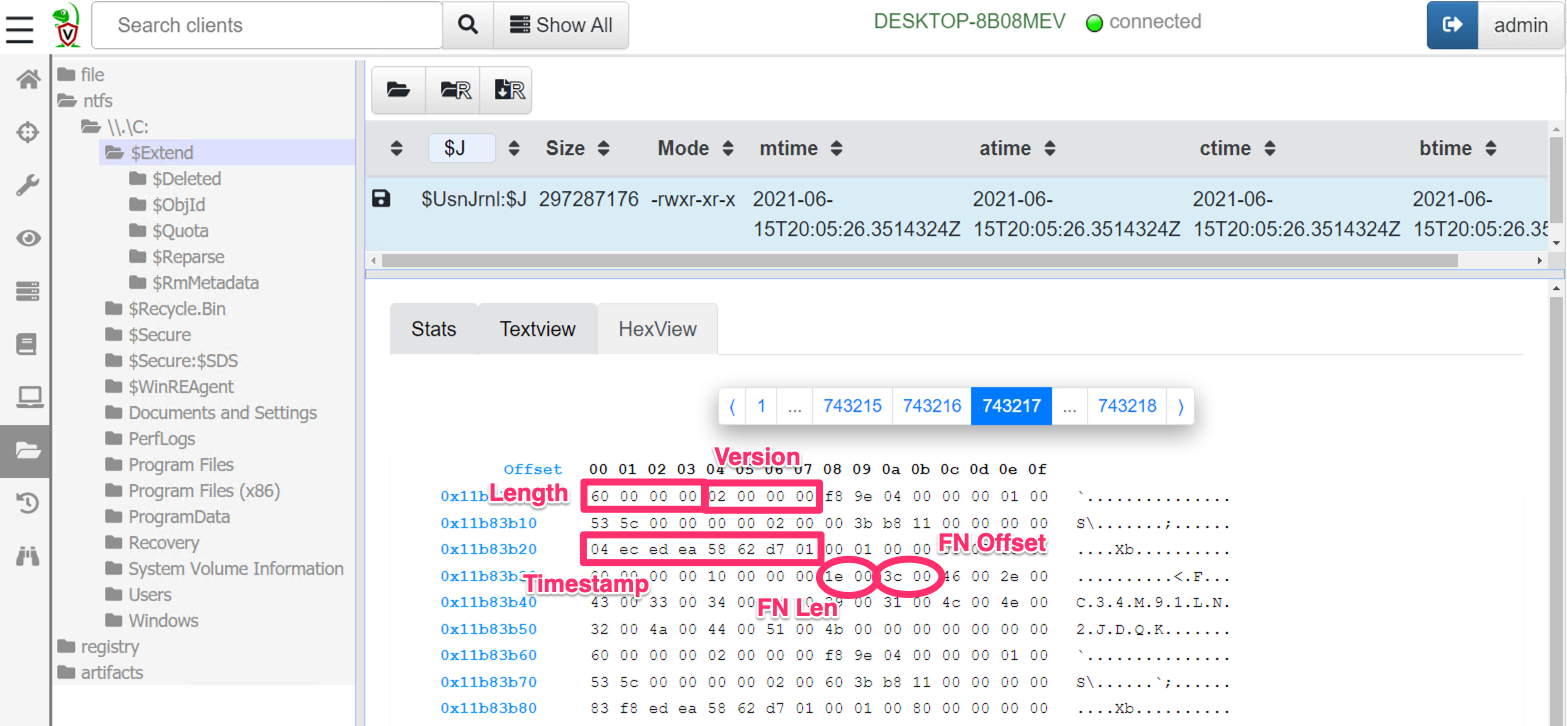 Search clients
Show All
DESKTOP-8B08MEV connected
admin
file
ntfs
\\.\C:
$Extend
$Deleted
$ObjId
$Quota
$Reparse
$RmMetadata
$Recycle.Bin
$Secure
$Secure:$SDS
$WinREAgent
Documents and Settings
PerfLogs
Program Files
Program Files (x86)
ProgramData
Recovery
System Volume Information
Users
Windows
registry
artifacts
R R
$J Size Mode mtime atime ctime btime
$UsnJrnl:$J 297287176 -rwxr-xr-x 2021-06- 2021-06- 2021-06- 2021-06-
15T20:05:26.3514324Z 15T20:05:26.3514324Z 15T20:05:26.3514324Z 15T20:05:26.35
Stats Textview HexView
⟨ 1 ... 743215 743216 743217 ... 743218 ⟩
Version
Offset 00 01 02 03 04 05 06 07 08 09 0a 0b 0c 0d 0e 0f
Length 60 00 00 00 02 00 00 00 f8 9e 04 00 00 00 01 00 `...............
0x11b83b10 53 5c 00 00 00 00 02 00 00 3b b8 11 00 00 00 00 S\.......;......
0x11b83b20 04 ec ed ea 58 62 d7 01 00 01 00 00 ....Xb..........
FN Offset
00 00 10 00 00 00 1e 00 3c 00 46 00 2e 00 ..........<.F...
Timestamp
0x11b83b40 43 00 33 00 34 00 00 31 00 4c 00 4e 00 C.3.4.M.9.1.L.N.
FN Len
0x11b83b50 32 00 4a 00 44 00 51 00 4b 00 00 00 00 00 00 00 2.J.D.Q.K.......
0x11b83b60 60 00 00 00 02 00 00 00 f8 9e 04 00 00 00 01 00 `...............
0x11b83b70 53 5c 00 00 00 00 02 00 60 3b b8 11 00 00 00 00 S\......`;......
0x11b83b80 83 f8 ed ea 58 62 d7 01 00 01 00 80 00 00 00 00 ....Xb..........